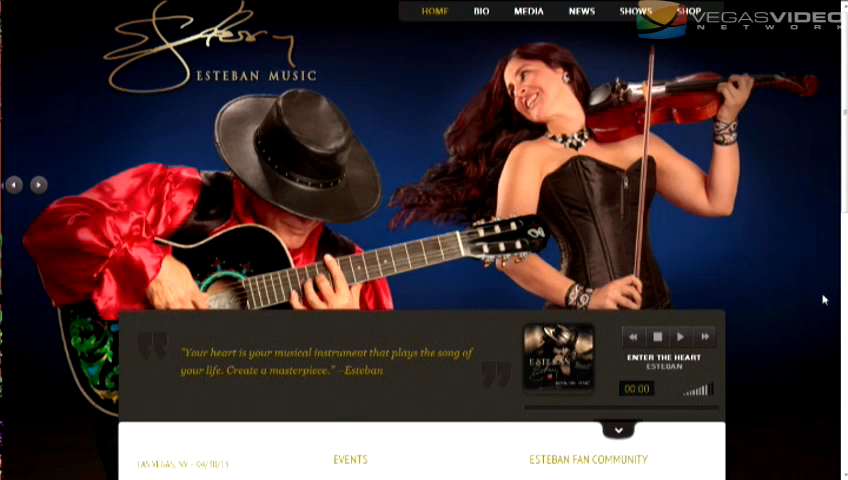 HOME BIO MEDIA NEWS SHOWS SHOP
VEGASVIDEO
NETWORK
ESTEBAN MUSIC
"Your heart is your musical instrument that plays the song of
your life. Create a masterpiece." ~Esteban
ESTEBAN
ENTER THE HEART
ESTEBAN
00:00
LAS VEGAS, NV - 04/30/13
EVENTS
ESTEBAN FAN COMMUNITY